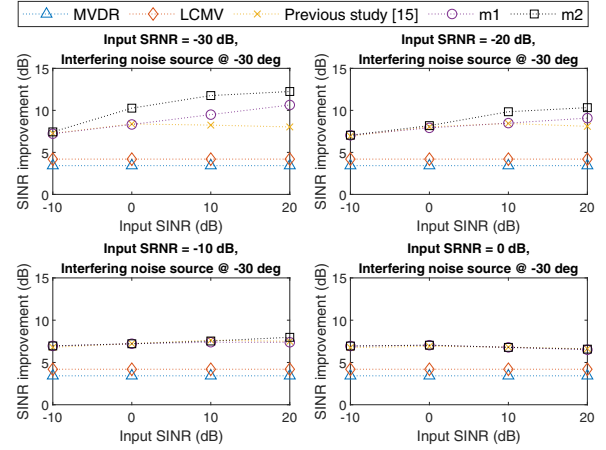 MVDR LCMV Previous study [15] m1 m2
Input SRNR = -30 dB,
Interfering noise source @ -30 deg
15
10
5
0
-10 0 10 20
Input SINR (dB)
SINR improvement (dB)
Input SRNR = -20 dB,
Interfering noise source @ -30 deg
15
10
5
0
-10 0 10 20
Input SINR (dB)
SINR improvement (dB)
Input SRNR = -10 dB,
Interfering noise source @ -30 deg
15
10
5
0
-10 0 10 20
Input SINR (dB)
SINR improvement (dB)
Input SRNR = 0 dB,
Interfering noise source @ -30 deg
15
10
5
0
-10 0 10 20
Input SINR (dB)
SINR improvement (dB)